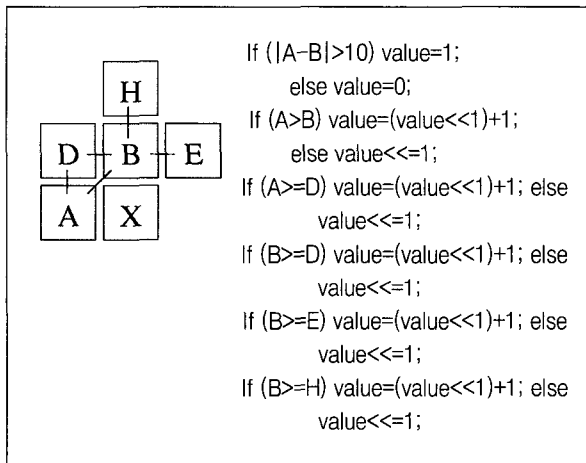 H
D B E
A X
If (|A-B|>10) value=1;
else value=0;
If (A>B) value=(value<<1)+1;
else value<<=1;
If (A>=D) value=(value<<1)+1; else
value<<=1;
If (B>=D) value=(value<<1)+1; else
value<<=1;
If (B>=E) value=(value<<1)+1; else
value<<=1;
If (B>=H) value=(value<<1)+1; else
value<<=1;